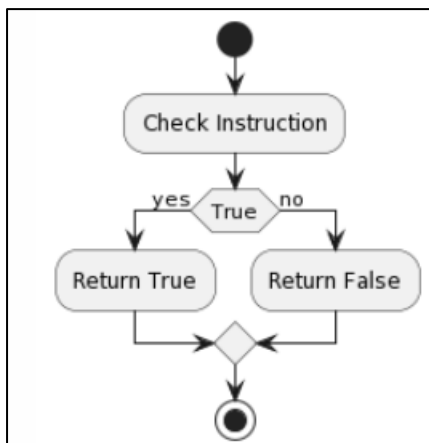 Check Instruction
yes
True
no
Return True
Return False